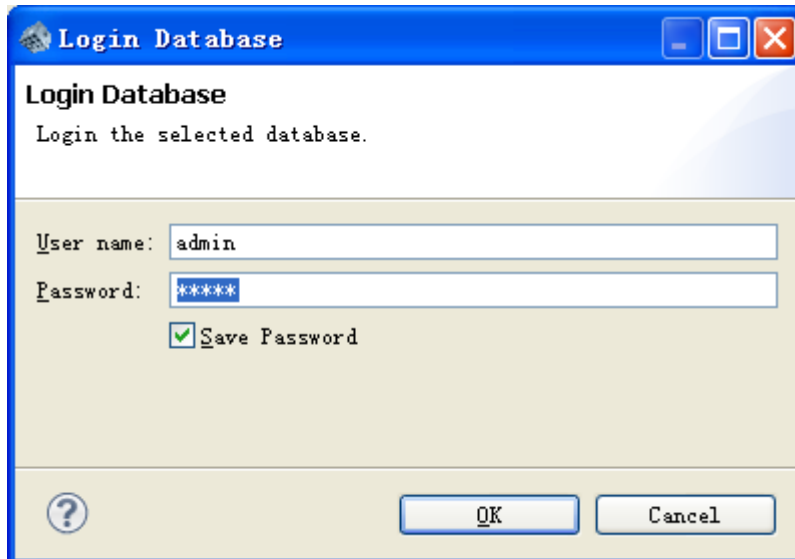 Login Database
Login Database
Login the selected database.
User name: admin
Password: *****
Save Password
?
OK Cancel